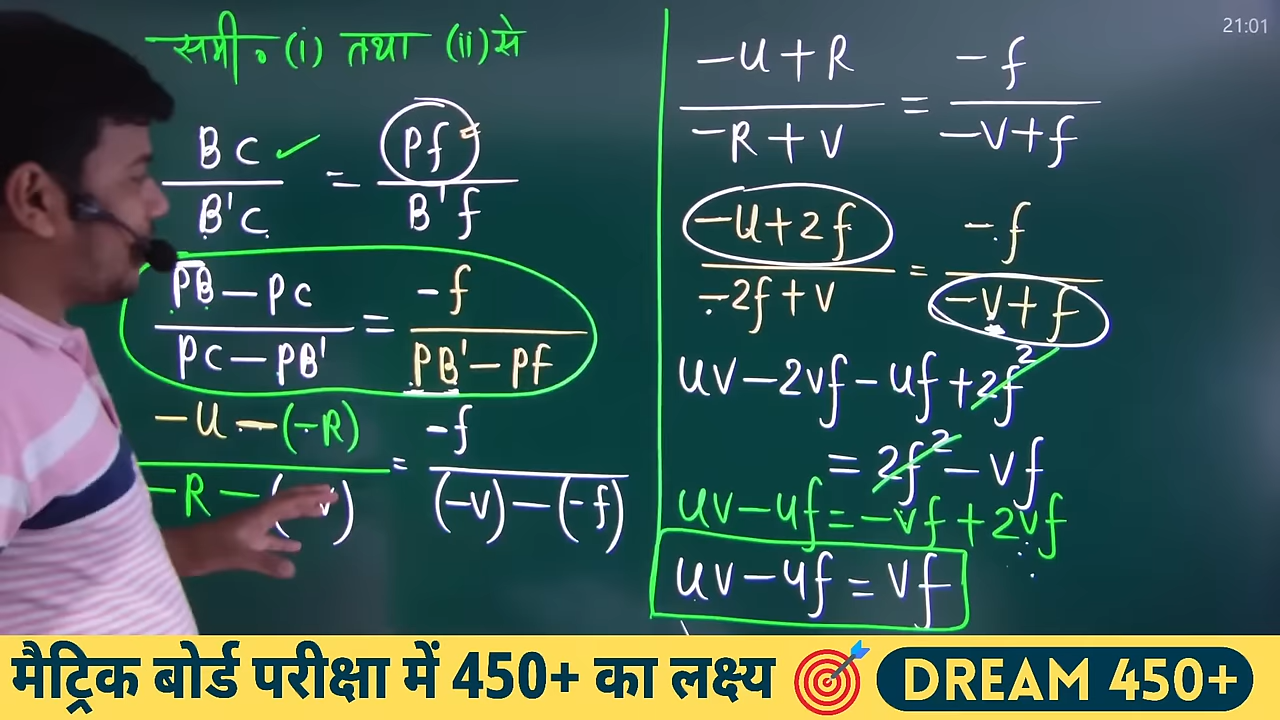 समी० (i) तथा (ii) से
BC / B'C = Pf / B'f
PB - PC / PC - PB' = -f / PB' - Pf
-u - (-R) / -R - (-v) = -f / (-v) - (-f)
21:01
-u + R / -R + v = -f / -v + f
-u + 2f / -2f + v = -f / -v + f
uv - 2vf - uf + 2f²
= 2f² - vf
uv - uf = -vf + 2vf
uv - uf = vf
मैट्रिक बोर्ड परीक्षा में 450+ का लक्ष्य DREAM 450+